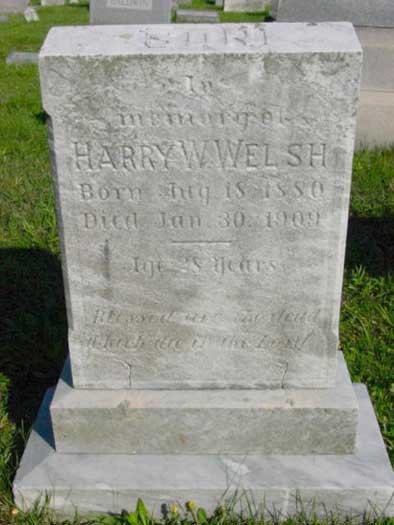 BALDWIN
SON
In
memory of
HARRY W. WELSH
Born Aug 18 1880
Died Jan. 30. 1909
Age 28 Years
Blessed are the dead
which die in the Lord.